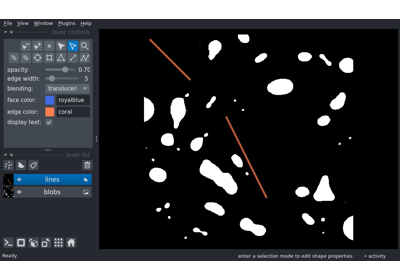 File View Window Plugins Help
layer controls
opacity: 0.70
edge width: 5
blending: translucen
face color: royalblue
edge color: coral
display text:
layer list
lines
blobs
Ready
enter a selection mode to edit shape properties
activity